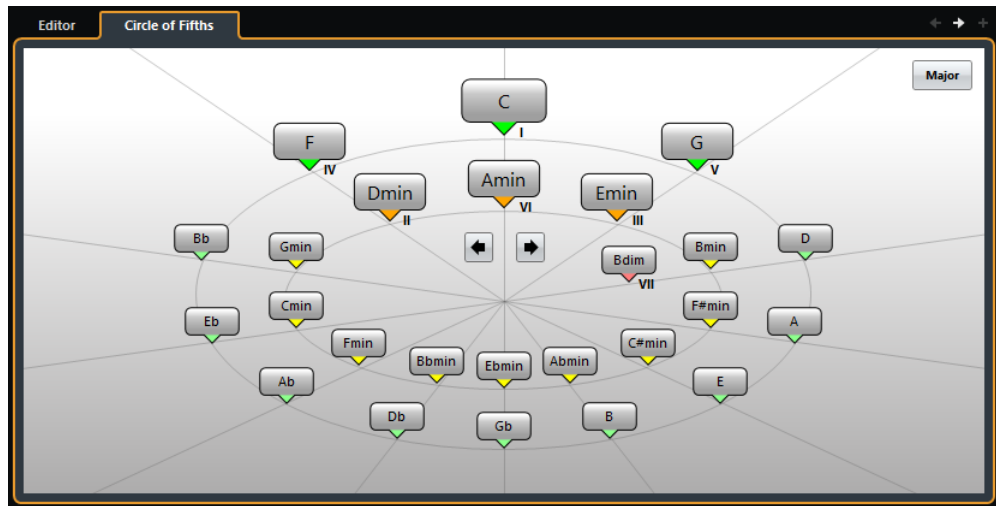 Editor
Circle of Fifths
Major
C
I
F
IV
G
V
Dmin
II
Amin
VI
Emin
III
Bb
Gmin
Bdim
VII
Bmin
D
Eb
Cmin
F#min
A
Fmin
C#min
Bbmin
Ebmin
Abmin
Ab
E
Db
Gb
B